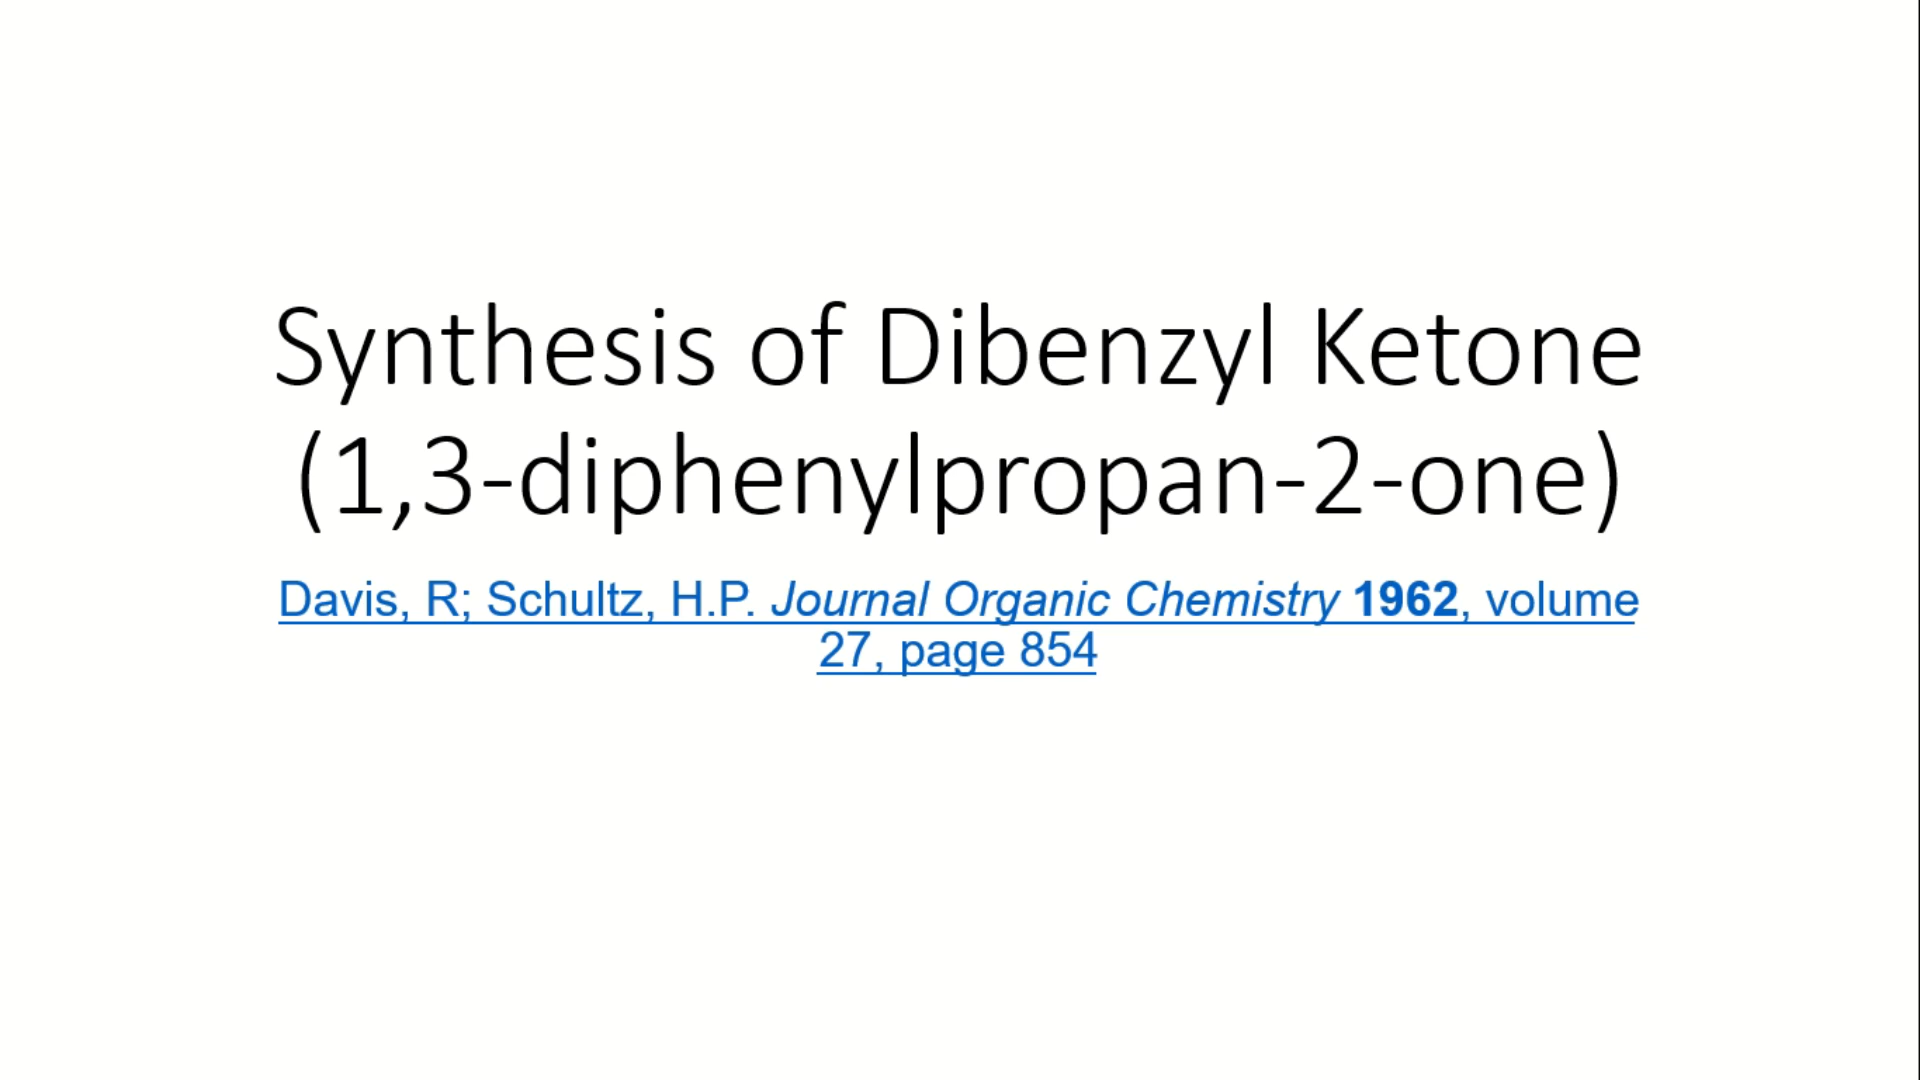 Synthesis of Dibenzyl Ketone
(1,3-diphenylpropan-2-one)
Davis, R; Schultz, H.P. Journal Organic Chemistry 1962, volume
27, page 854